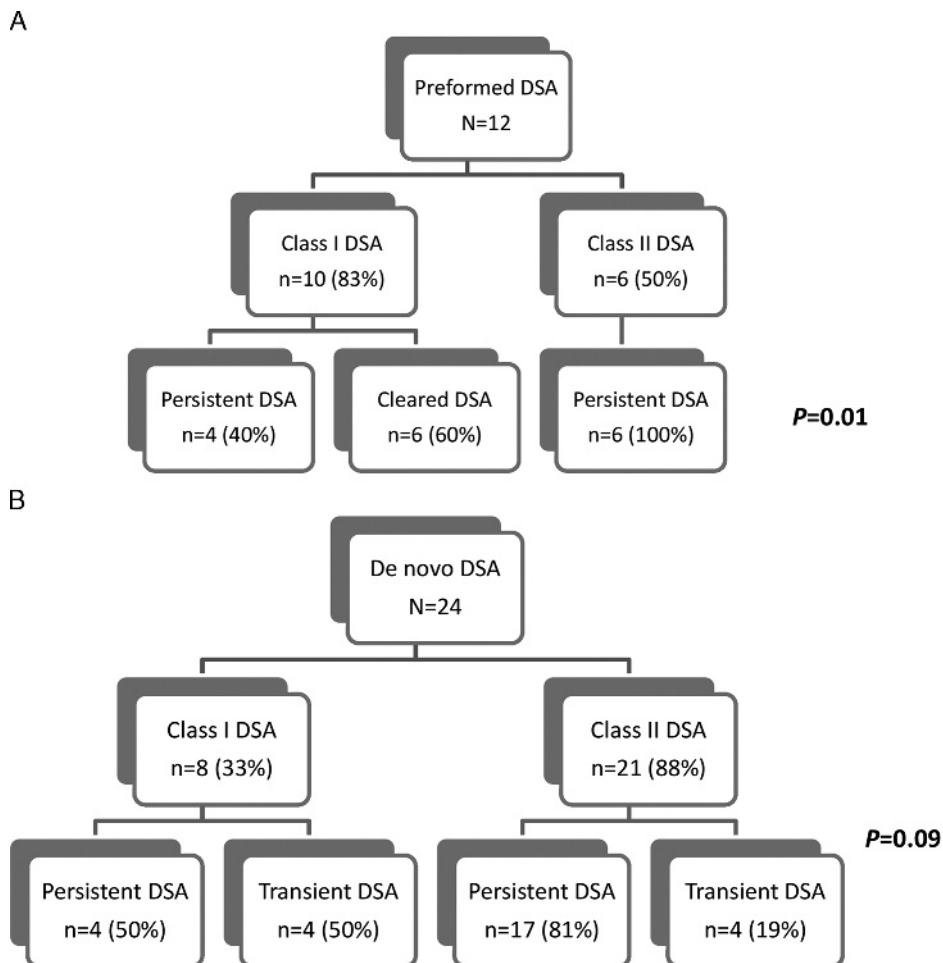 A
Preformed DSA
N=12
Class I DSA
n=10 (83%)
Class II DSA
n=6 (50%)
Persistent DSA
n=4 (40%)
Cleared DSA
n=6 (60%)
Persistent DSA
n=6 (100%)
P=0.01
B
De novo DSA
N=24
Class I DSA
n=8 (33%)
Class II DSA
n=21 (88%)
Persistent DSA
n=4 (50%)
Transient DSA
n=4 (50%)
Persistent DSA
n=17 (81%)
Transient DSA
n=4 (19%)
P=0.09